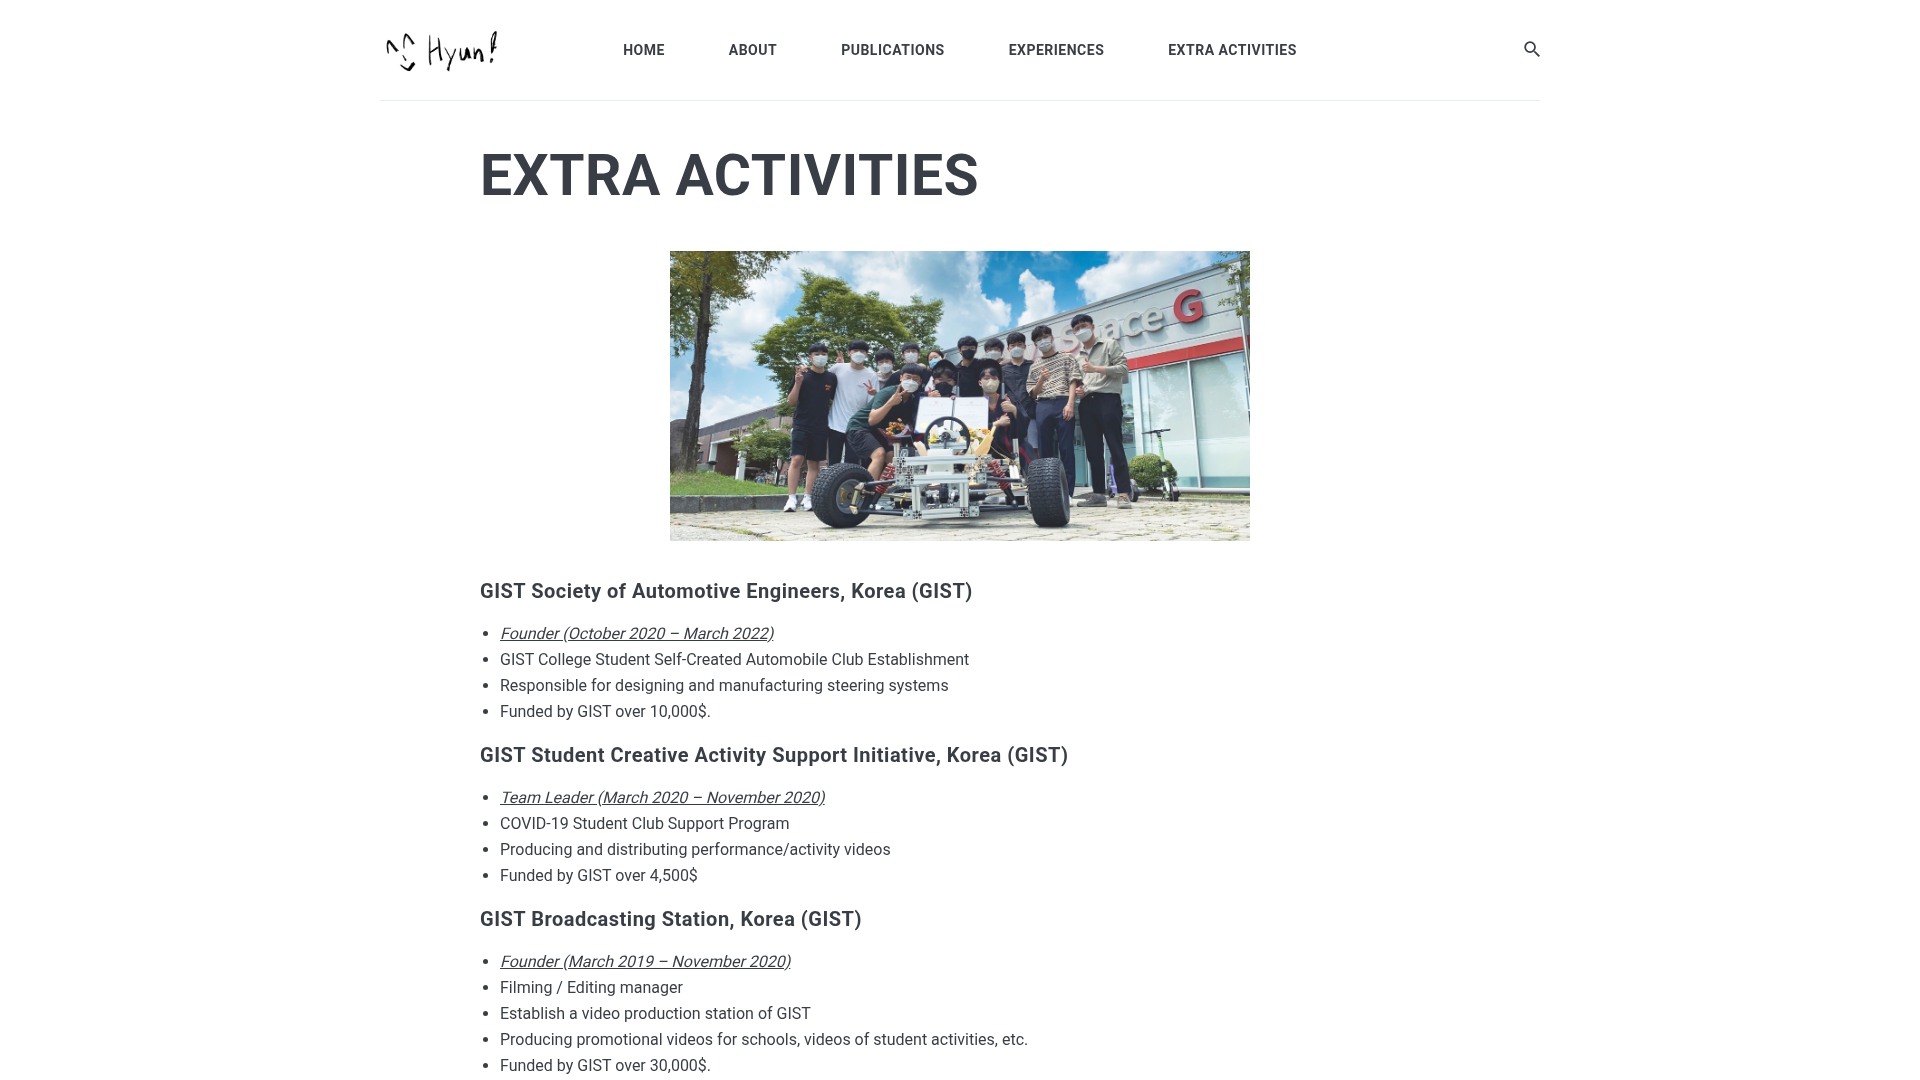 Hyun!
HOME
ABOUT
PUBLICATIONS
EXPERIENCES
EXTRA ACTIVITIES
EXTRA ACTIVITIES
Space G
GIST Society of Automotive Engineers, Korea (GIST)
Founder (October 2020 – March 2022)
GIST College Student Self-Created Automobile Club Establishment
Responsible for designing and manufacturing steering systems
Funded by GIST over 10,000$.
GIST Student Creative Activity Support Initiative, Korea (GIST)
Team Leader (March 2020 – November 2020)
COVID-19 Student Club Support Program
Producing and distributing performance/activity videos
Funded by GIST over 4,500$
GIST Broadcasting Station, Korea (GIST)
Founder (March 2019 – November 2020)
Filming / Editing manager
Establish a video production station of GIST
Producing promotional videos for schools, videos of student activities, etc.
Funded by GIST over 30,000$.